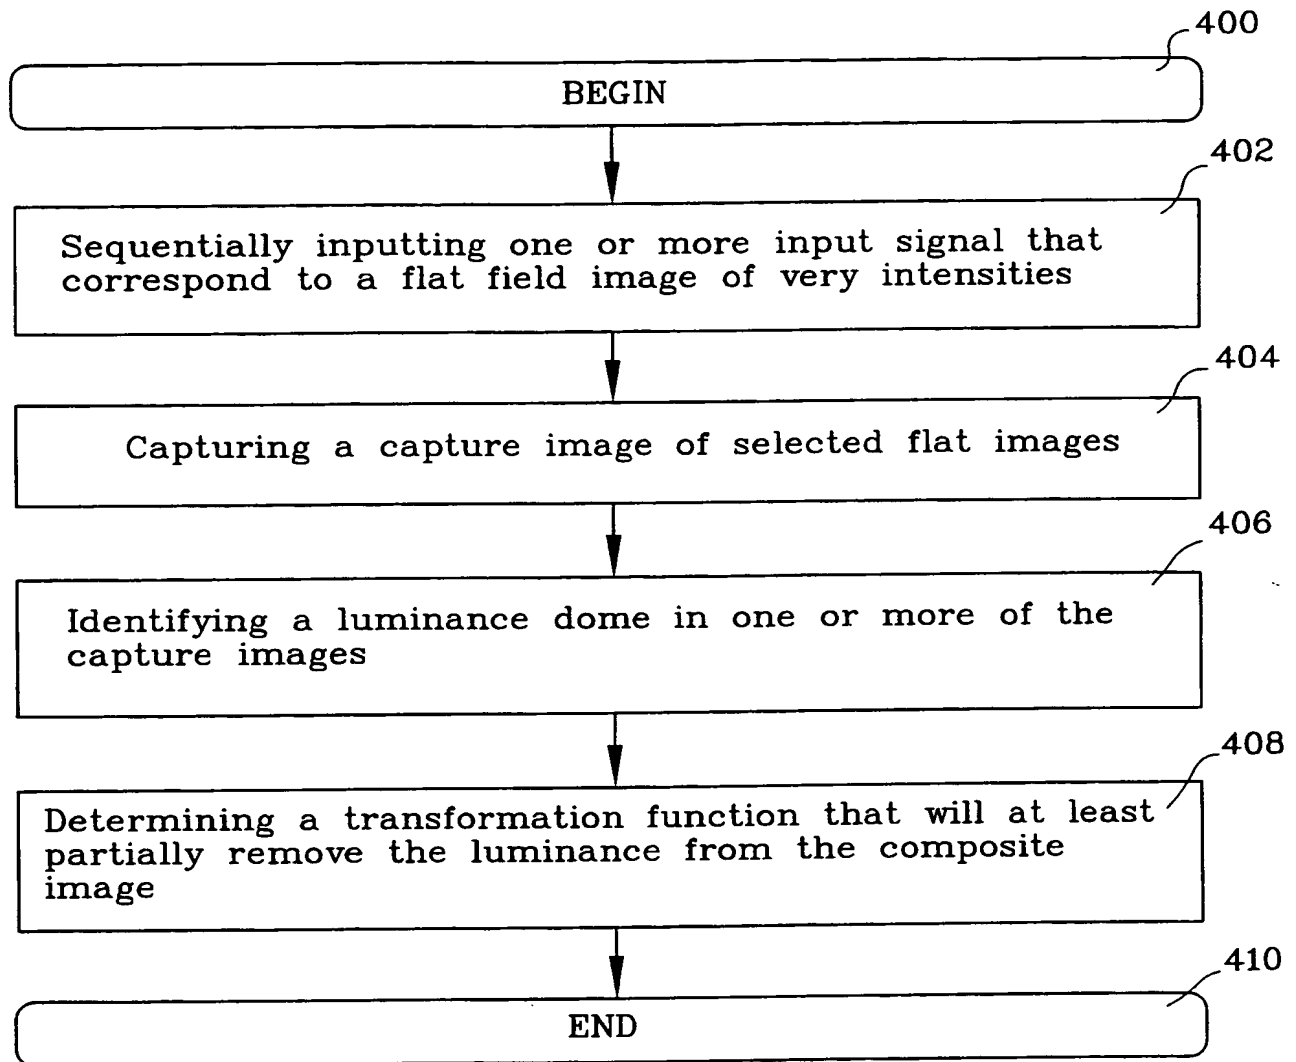 400
BEGIN
402
Sequentially inputting one or more input signal that
correspond to a flat field image of very intensities
404
Capturing a capture image of selected flat images
406
Identifying a luminance dome in one or more of the
capture images
408
Determining a transformation function that will at least
partially remove the luminance from the composite
image
410
END